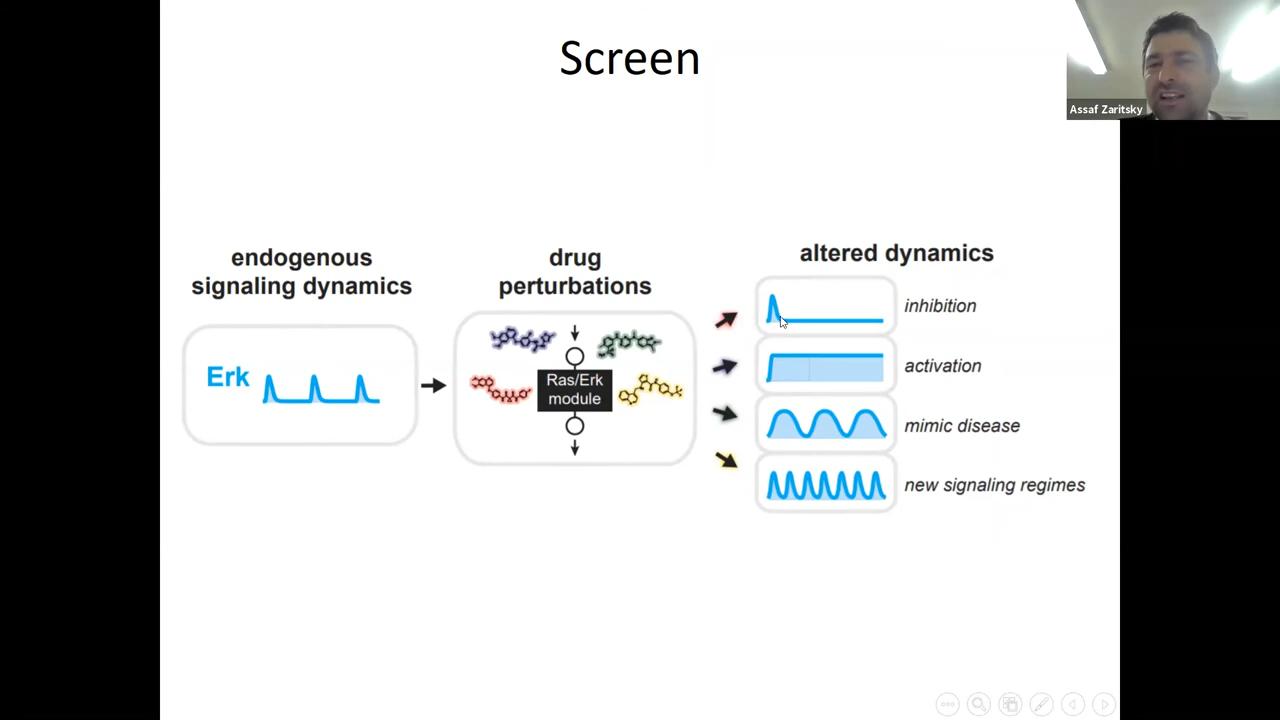 Screen
Assaf Zaritsky
endogenous
signaling dynamics
Erk
drug
perturbations
Ras/Erk
module
altered dynamics
inhibition
activation
mimic disease
new signaling regimes